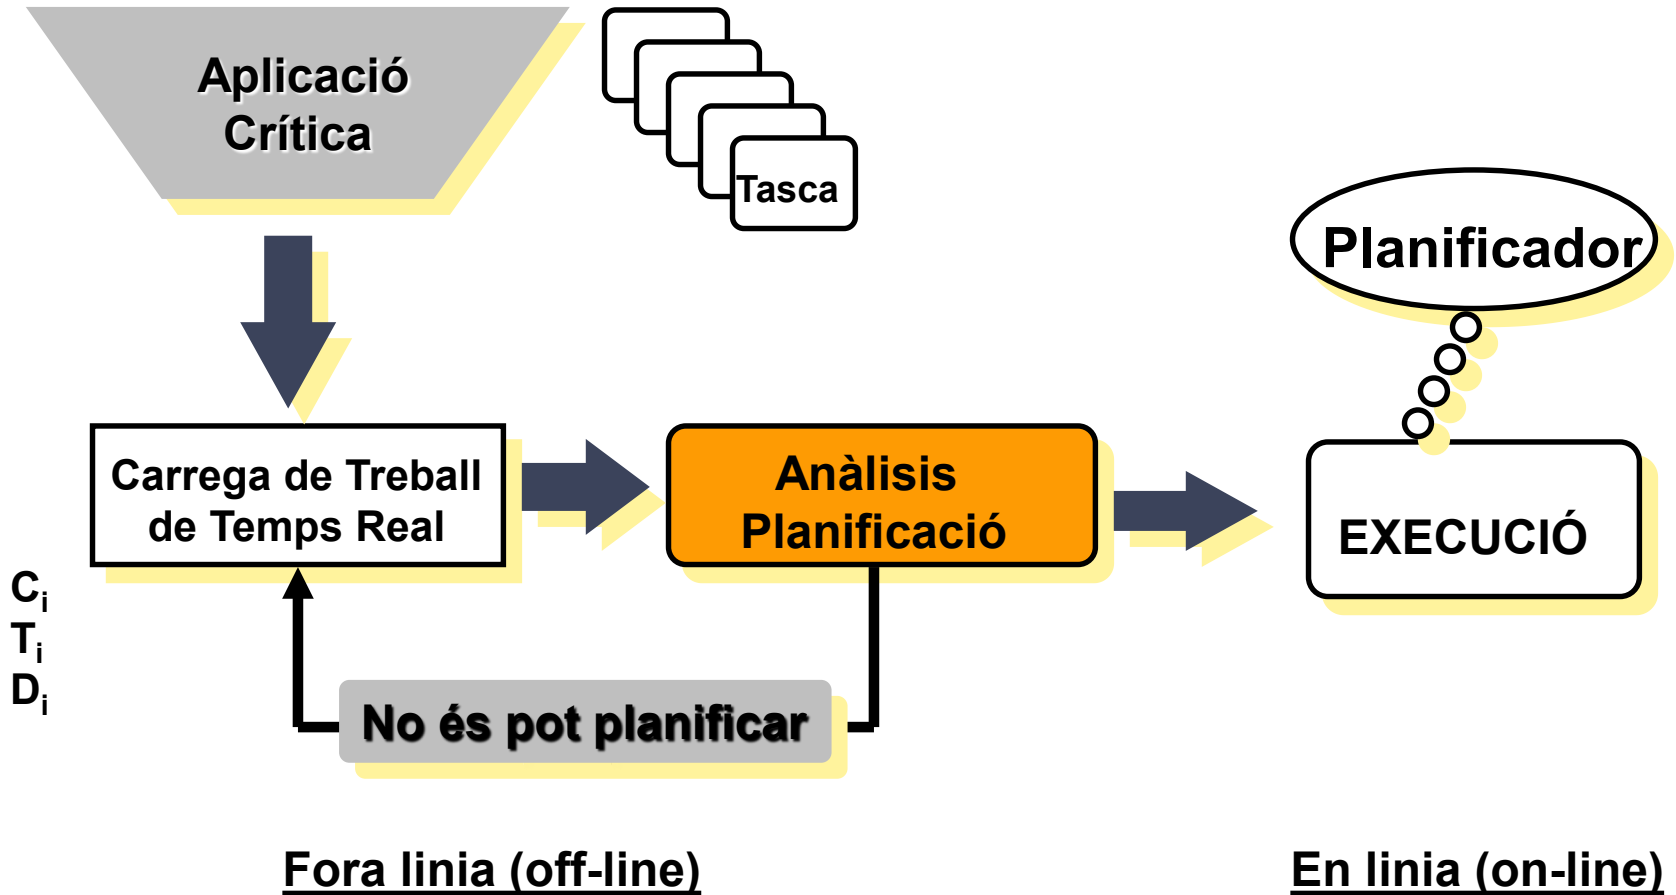 Aplicació
Crítica
Tasca
Planificador
Carrega de Treball
de Temps Real
Anàlisis
Planificació
EXECUCIÓ
Ci
Ti
Di
No és pot planificar
Fora linia (off-line)
En linia (on-line)